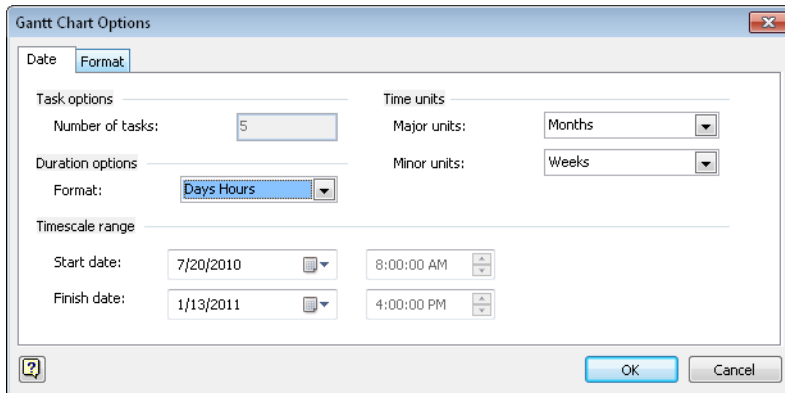 Gantt Chart Options
Date Format
Task options Time units
Number of tasks: 5 Major units: Months
Duration options Minor units: Weeks
Format: Days Hours
Timescale range
Start date: 7/20/2010 8:00:00 AM
Finish date: 1/13/2011 4:00:00 PM
OK Cancel